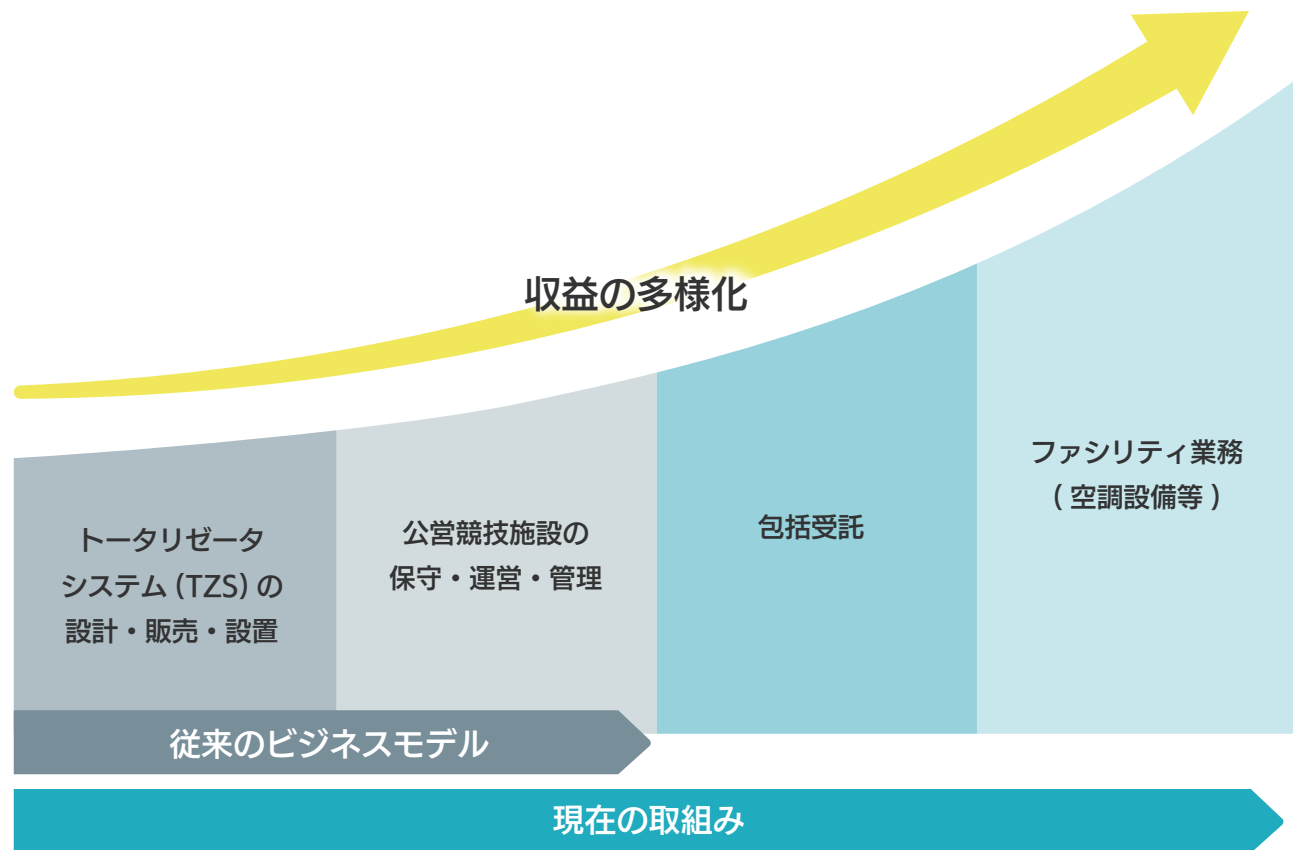 収益の多様化
トータリゼータ
システム（TZS）の
設計・販売・設置
公営競技施設の
保守・運営・管理
包括受託
ファシリティ業務
( 空調設備等 )
従来のビジネスモデル
現在の取組み